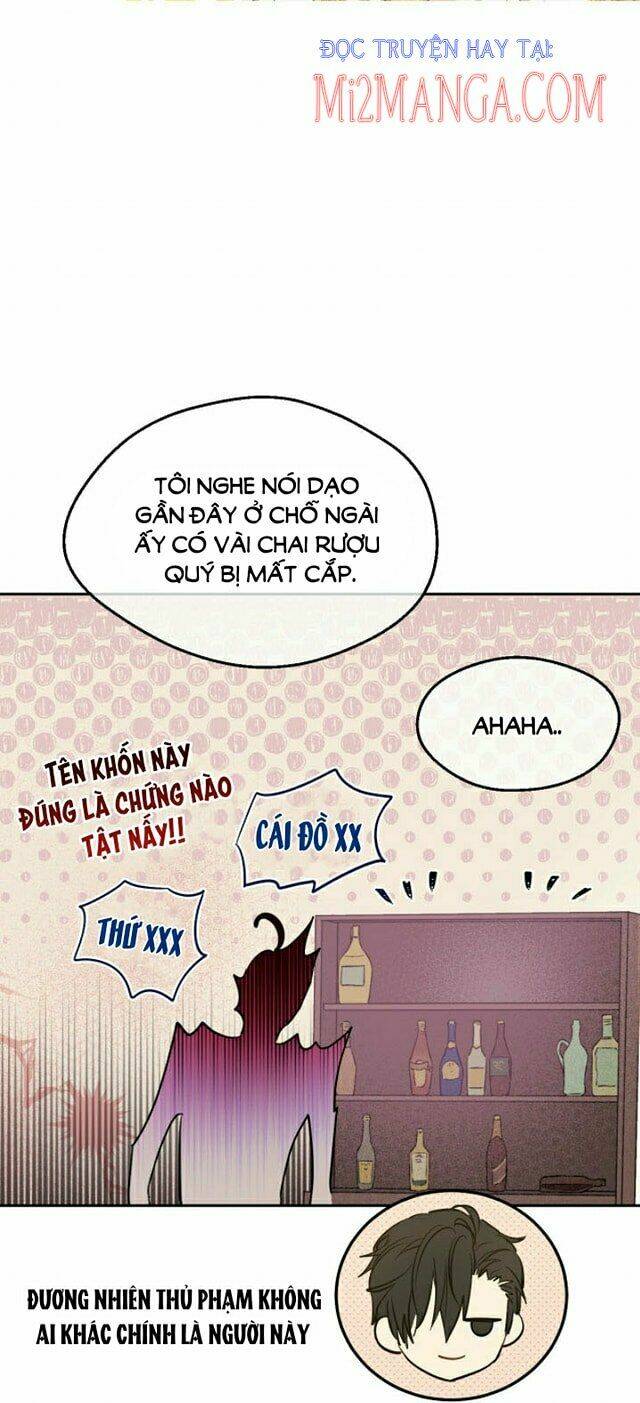 ĐỌC TRUYỆN HAY TẠI:
MI2MANGA.COM
TÔI NGHE NÓI DẠO
GẦN ĐÂY Ở CHỖ NGÀI
ẤY CÓ VÀI CHAI RƯỢU
QUÝ BỊ MẤT CẮP.
AHAHA..
TÊN KHỐN NÀY
ĐÚNG LÀ CHỨNG NÀO
TẬT NẤY!!
CÁI ĐỒ XX
THỨ XXX
ĐƯƠNG NHIÊN THỦ PHẠM KHÔNG
AI KHÁC CHÍNH LÀ NGƯỜI NÀY